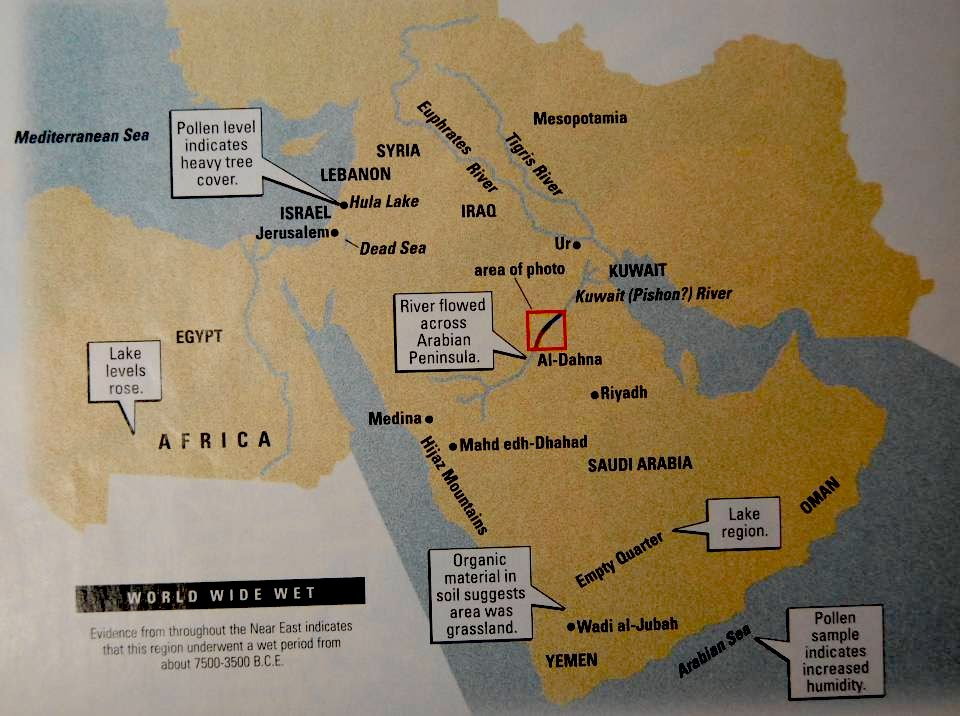 Mediterranean Sea
Pollen level
indicates
heavy tree
cover.
Mesopotamia
Euphrates River
Tigris River
SYRIA
LEBANON
Hula Lake
ISRAEL
IRAQ
Jerusalem
Dead Sea
Ur
area of photo
KUWAIT
Kuwait (Pishon?) River
River flowed
across
Arabian
Peninsula.
EGYPT
Lake
levels
rose.
Al-Dahna
Riyadh
Medina
AFRICA
Mahd edh-Dhahad
Hijaz Mountains
SAUDI ARABIA
OMAN
Lake
region.
Empty Quarter
Organic
material in
soil suggests
area was
grassland.
Wadi al-Jubah
YEMEN
Arabian Sea
Pollen
sample
indicates
increased
humidity.
WORLD WIDE WET
Evidence from throughout the Near East indicates
that this region underwent a wet period from
about 7500-3500 B.C.E.